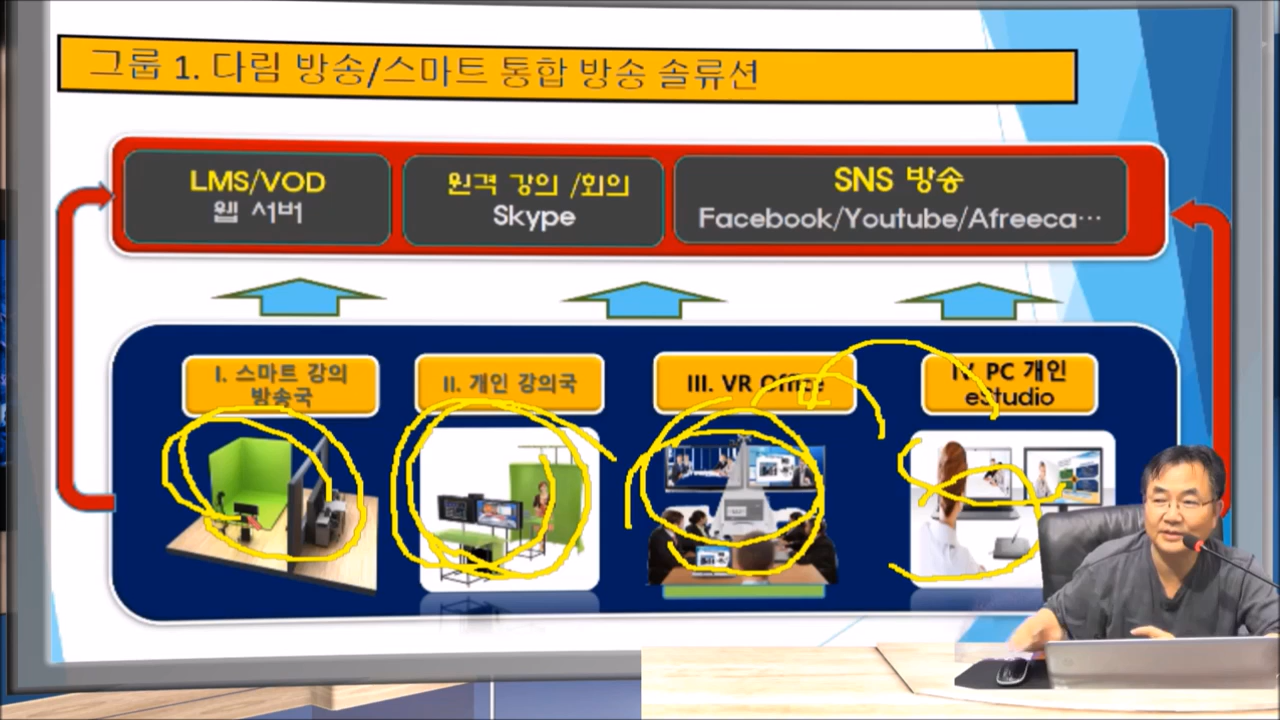 그룹 1. 다림 방송/스마트 통합 방송 솔류션
LMS/VOD
웹 서버
원격 강의 /회의
Skype
SNS 방송
Facebook/Youtube/Afreeca…
I. 스마트 강의
방송국
II. 개인 강의국
III. VR Office
IV. PC 개인
eStudio